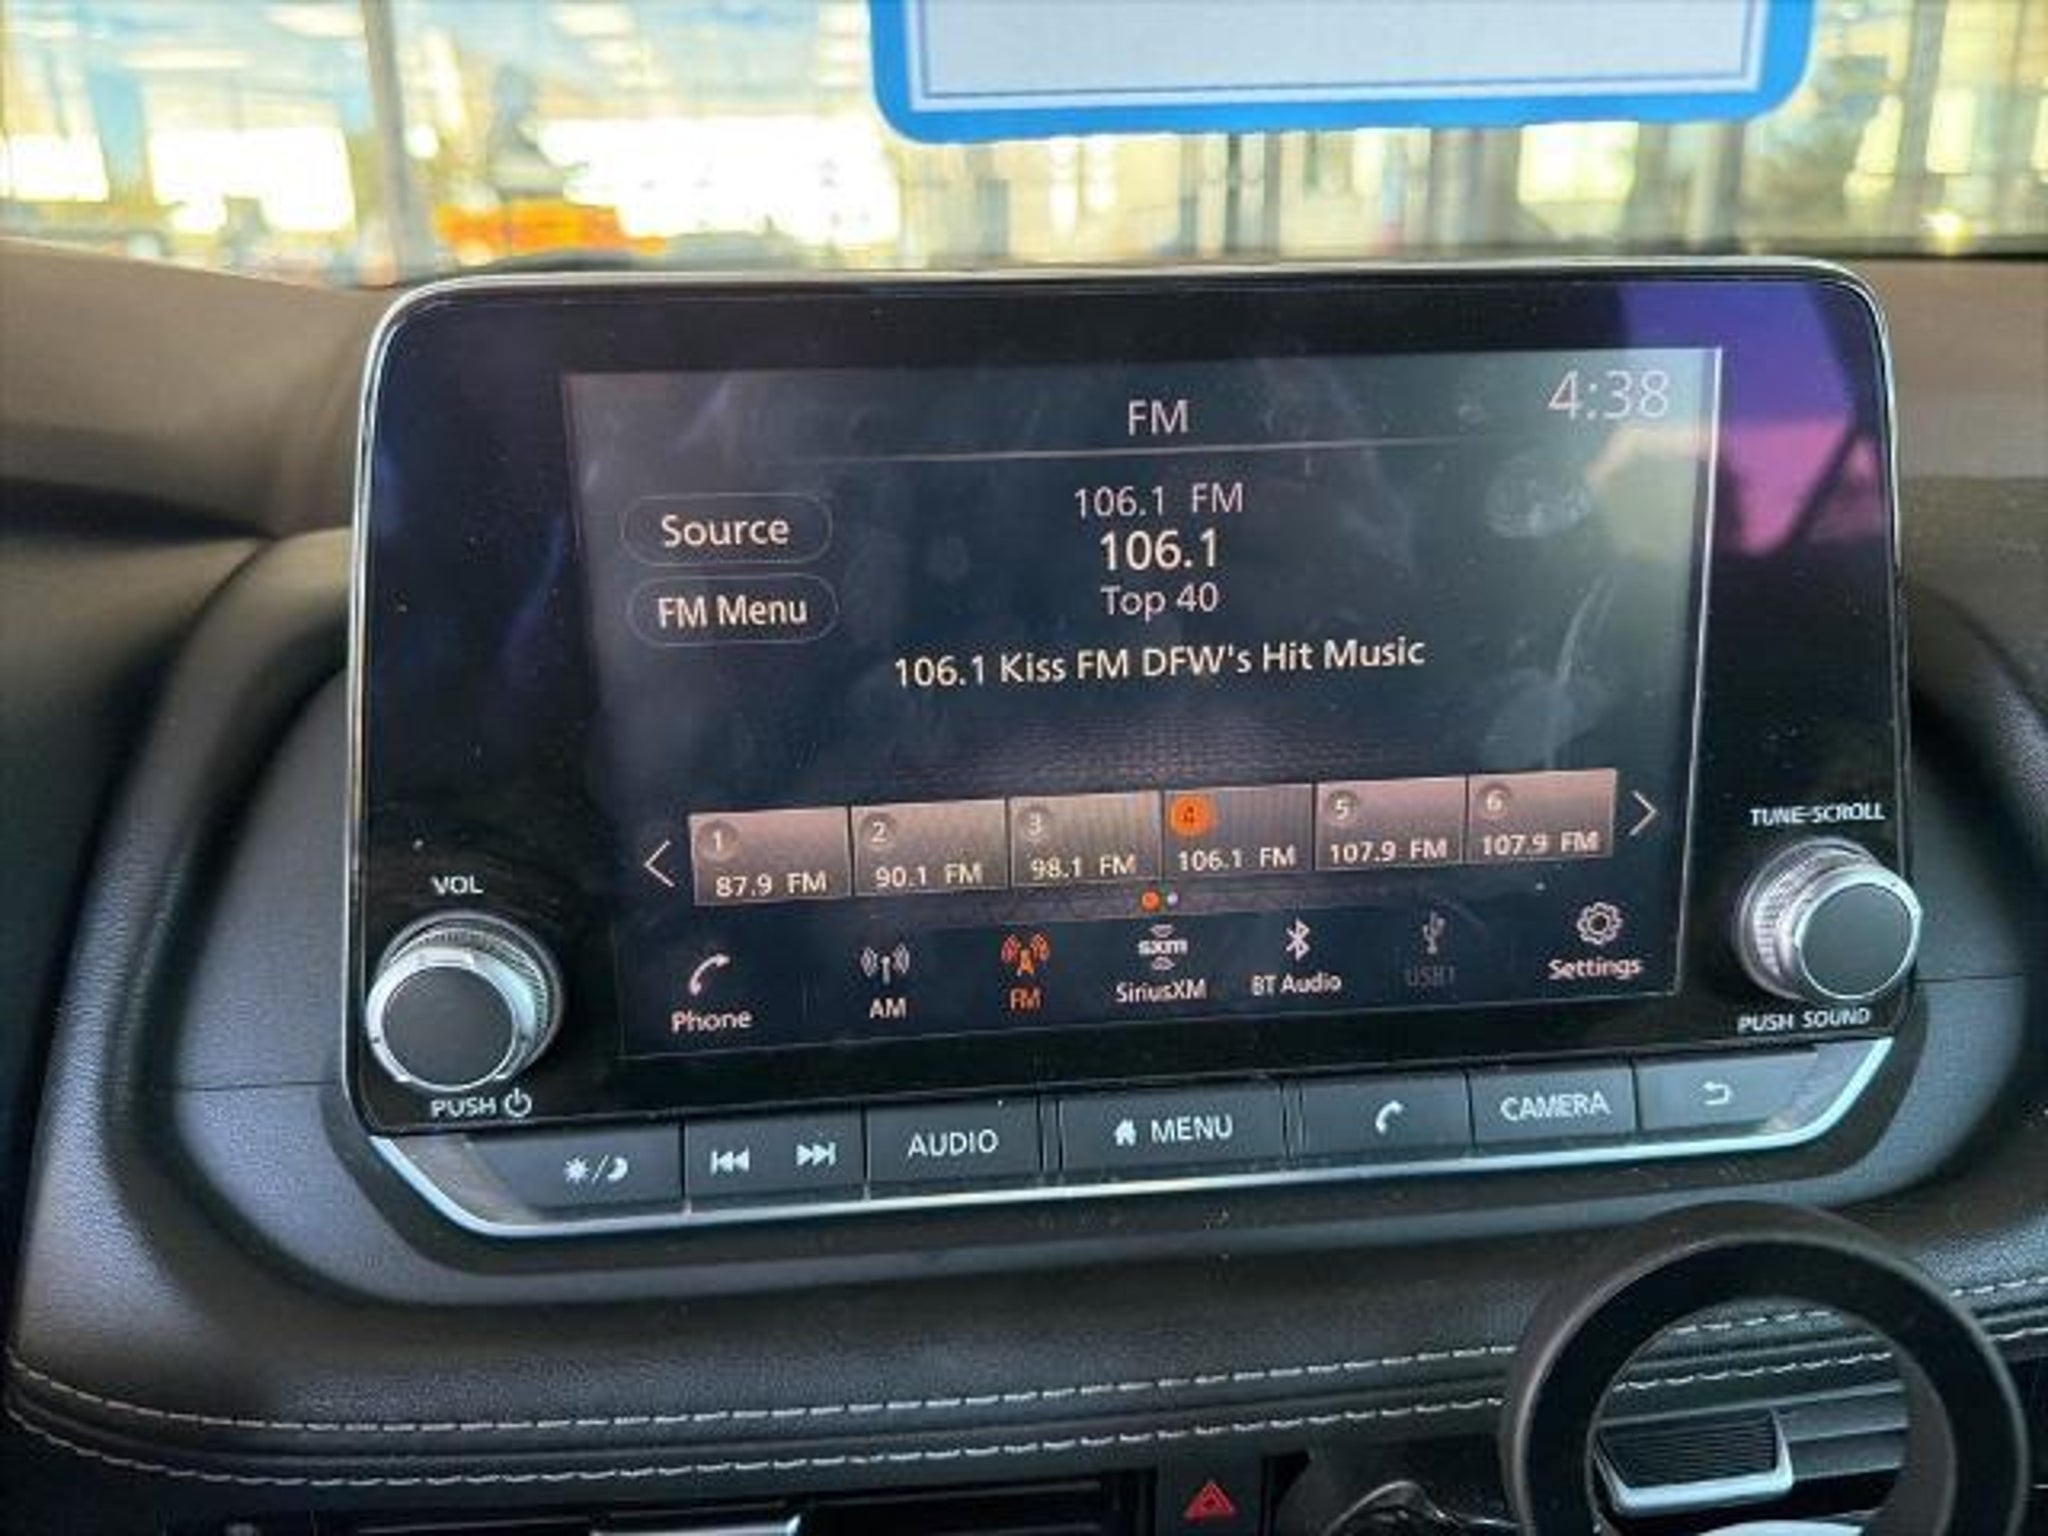 FM
4:38
Source
106.1 FM
106.1
FM Menu
Top 40
106.1 Kiss FM DFW's Hit Music
1
2
3
4
5
6
87.9 FM
90.1 FM
98.1 FM
106.1 FM
107.9 FM
107.9 FM
Phone
AM
FM
sxm
SiriusXM
BT Audio
USB1
Settings
VOL
PUSH
TUNE·SCROLL
PUSH SOUND
AUDIO
MENU
CAMERA